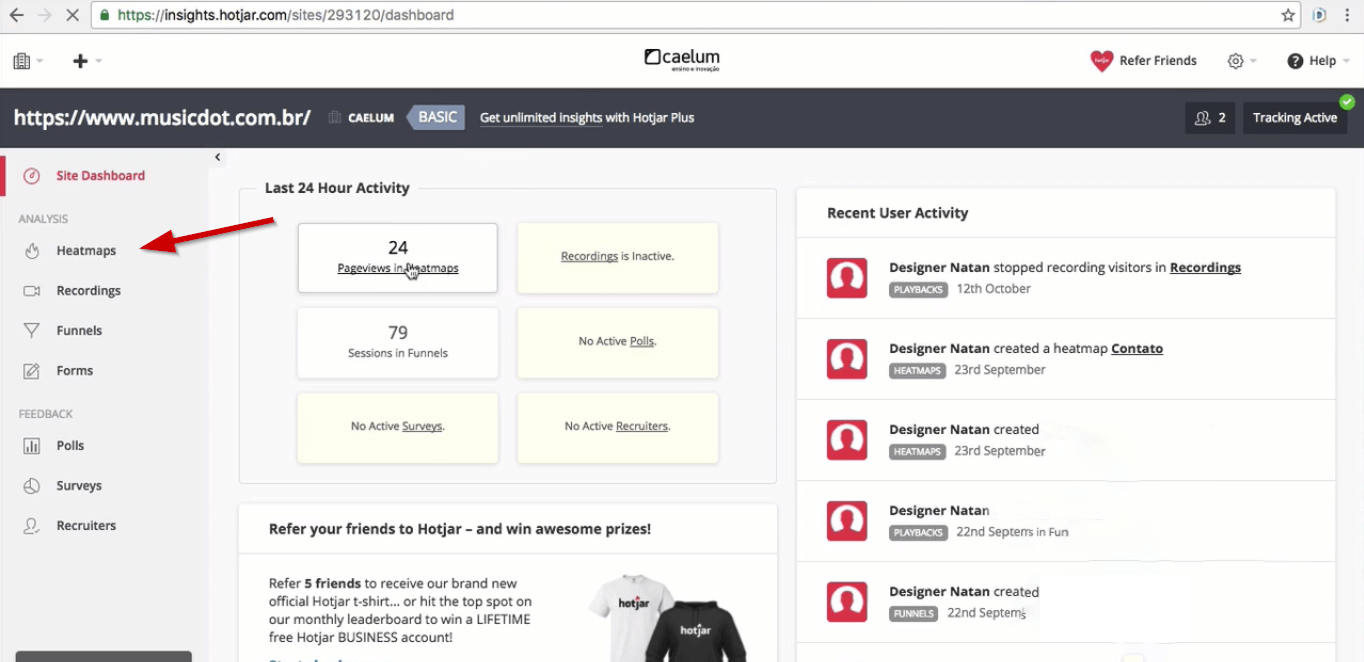 https://insights.hotjar.com/sites/293120/dashboard
caelum
ensino e inovação
hotjar
Refer Friends
? Help
https://www.musicdot.com.br/
CAELUM
BASIC
Get unlimited insights with Hotjar Plus
2
Tracking Active
Site Dashboard
ANALYSIS
Heatmaps
Recordings
Funnels
Forms
FEEDBACK
Polls
Surveys
Recruiters
Last 24 Hour Activity
24
Pageviews in Heatmaps
Recordings is Inactive.
79
Sessions in Funnels
No Active Polls.
No Active Surveys.
No Active Recruiters.
Refer your friends to Hotjar – and win awesome prizes!
Refer 5 friends to receive our brand new
official Hotjar t-shirt... or hit the top spot on
our monthly leaderboard to win a LIFETIME
free Hotjar BUSINESS account!
hotjar
hotjar
Recent User Activity
Designer Natan stopped recording visitors in Recordings
PLAYBACKS 12th October
Designer Natan created a heatmap Contato
HEATMAPS 23rd September
Designer Natan created
HEATMAPS 23rd September
Designer Natan
PLAYBACKS 22nd Septems in Fun
Designer Natan created
FUNNELS 22nd Septems